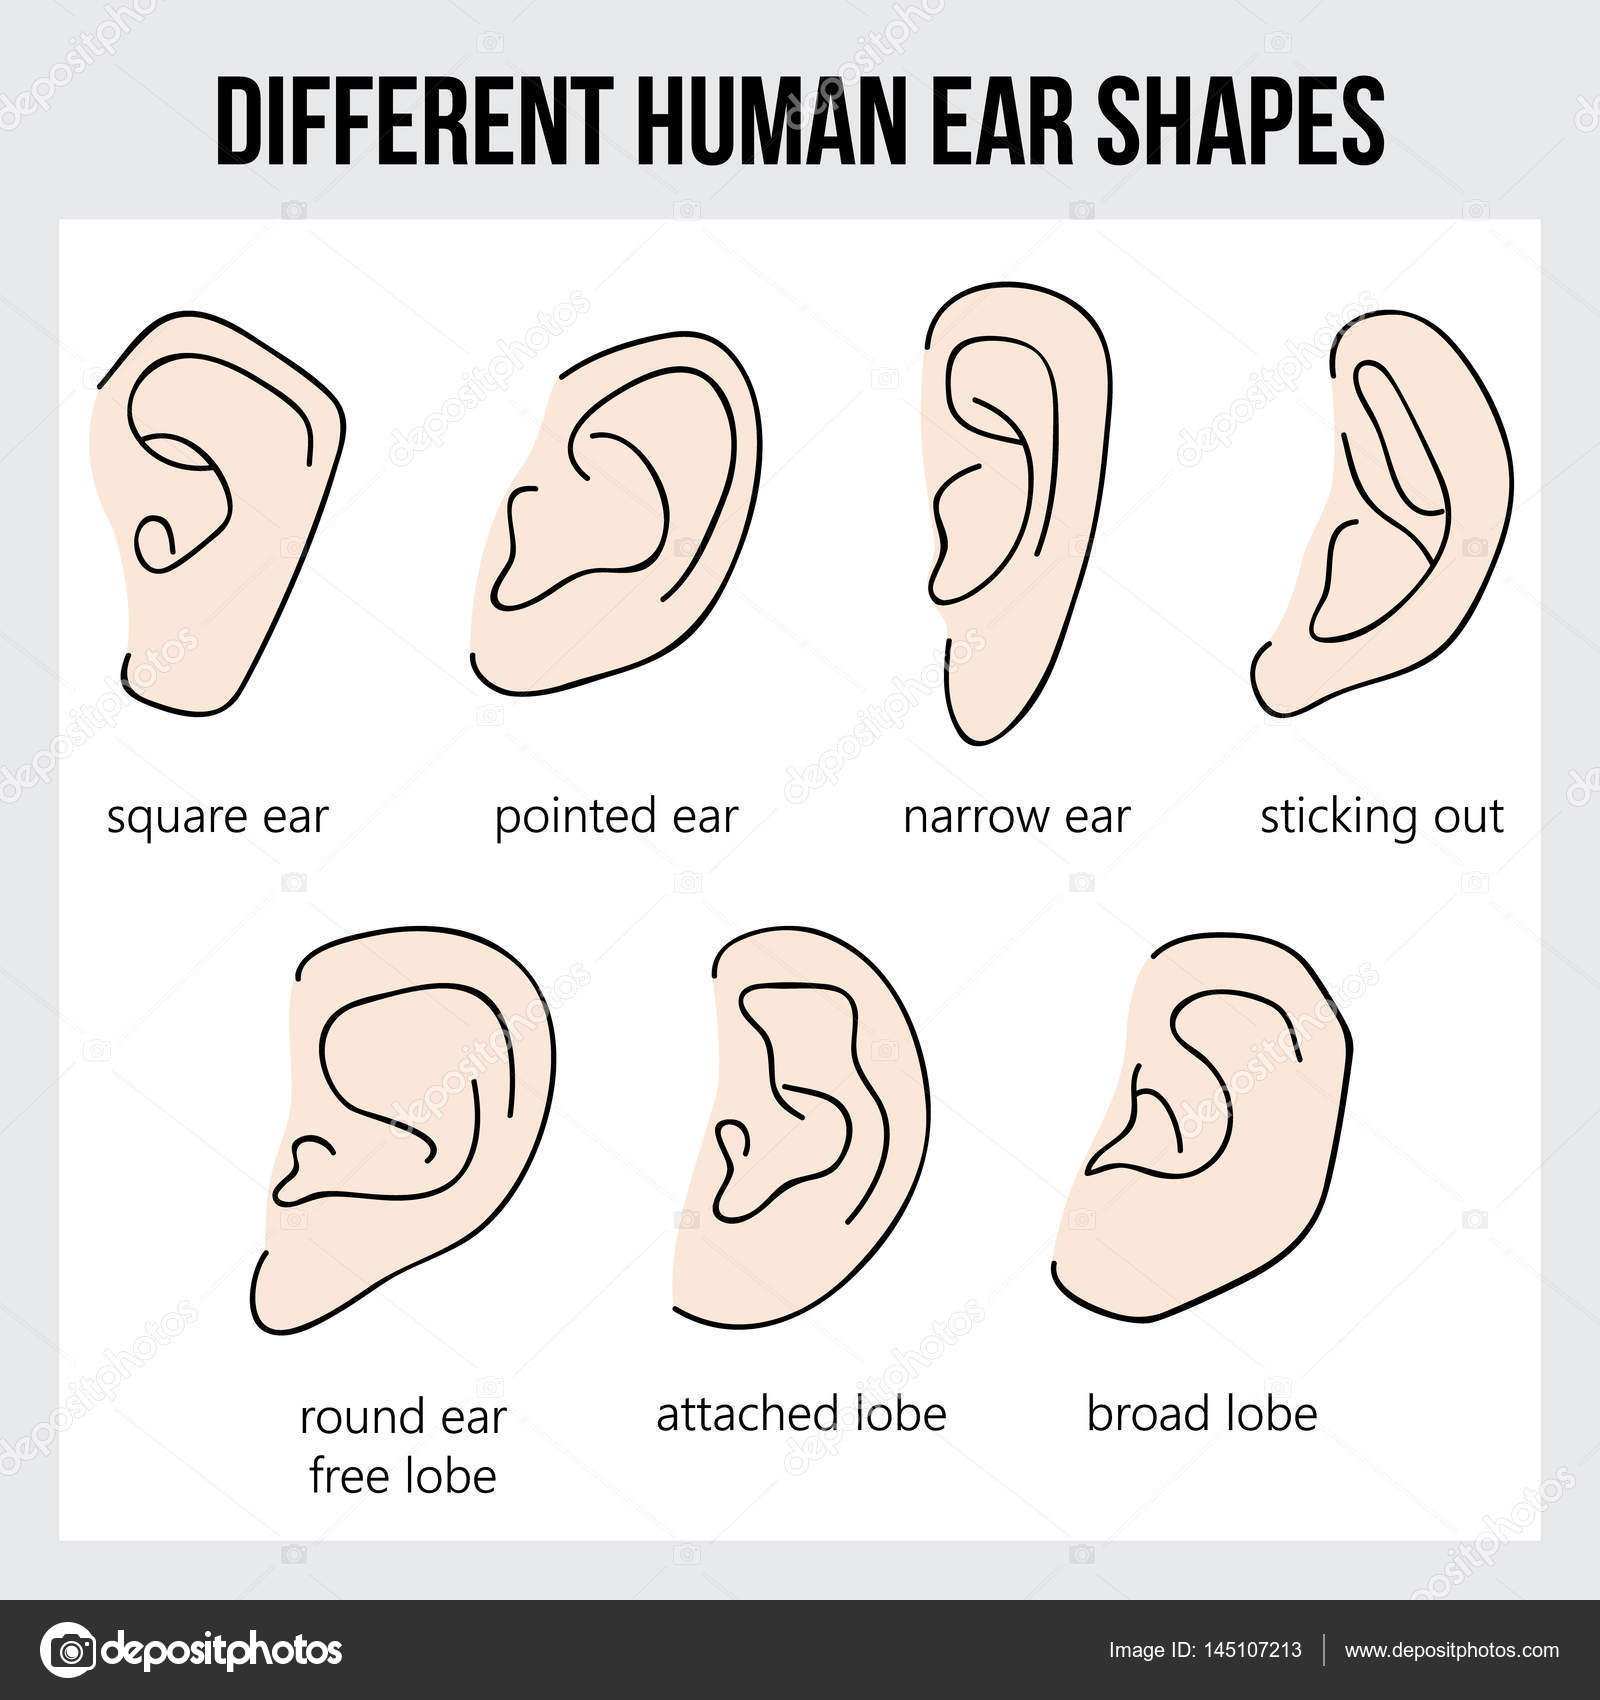 DIFFERENT HUMAN EAR SHAPES
square ear
pointed ear
narrow ear
sticking out
round ear
free lobe
attached lobe
broad lobe
depositphotos
Image ID: 145107213
www.depositphotos.com